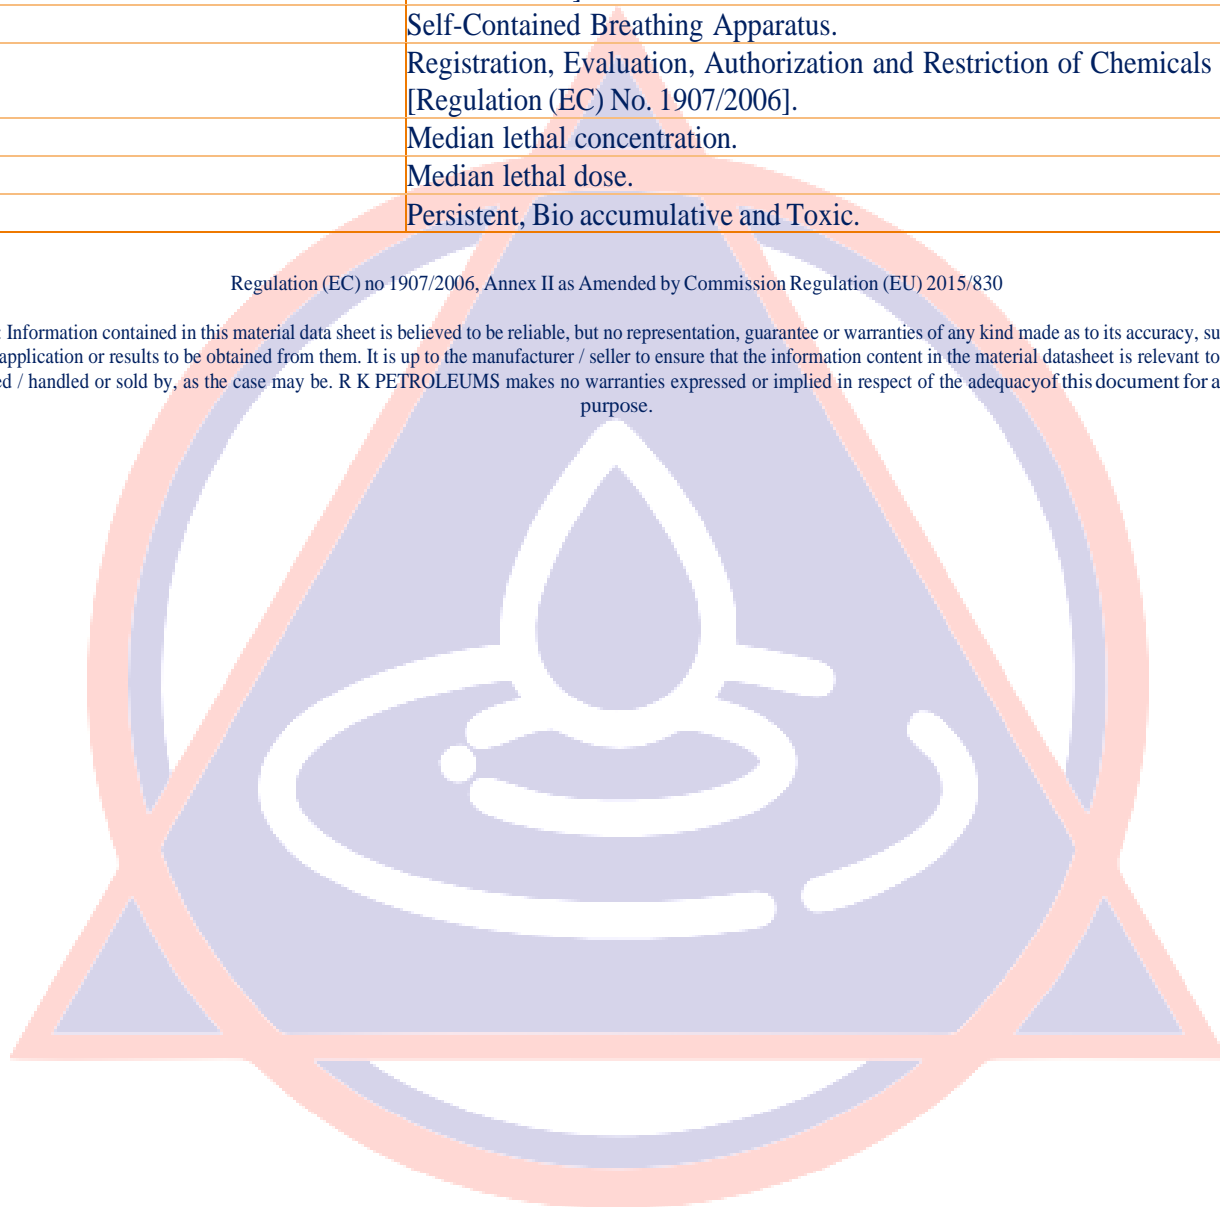 Self-Contained Breathing Apparatus.
Registration, Evaluation, Authorization and Restriction of Chemicals
[Regulation (EC) No. 1907/2006].
Median lethal concentration.
Median lethal dose.
Persistent, Bio accumulative and Toxic.
Regulation (EC) no 1907/2006, Annex II as Amended by Commission Regulation (EU) 2015/830
: Information contained in this material data sheet is believed to be reliable, but no representation, guarantee or warranties of any kind made as to its accuracy, su
application or results to be obtained from them. It is up to the manufacturer / seller to ensure that the information content in the material datasheet is relevant to
ed / handled or sold by, as the case may be. R K PETROLEUMS makes no warranties expressed or implied in respect of the adequacyof this document for a
purpose.